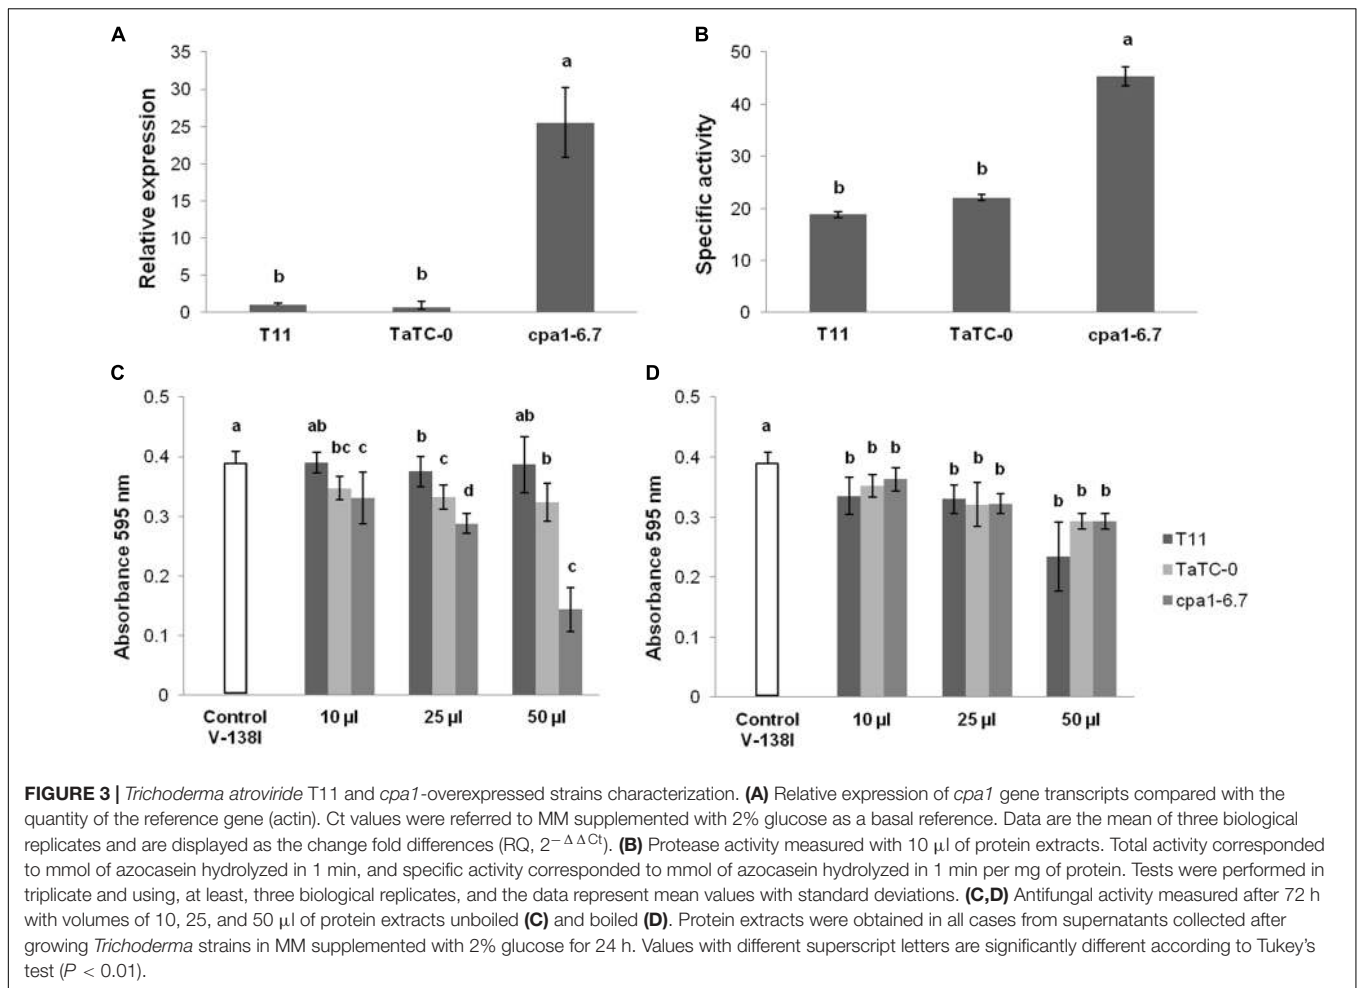 A
Relative expression
35
30
25
20
15
10
5
0
b
b
a
T11
TaTC-0
cpa1-6.7
B
Specific activity
50
40
30
20
10
0
b
b
a
T11
TaTC-0
cpa1-6.7
C
Absorbance 595 nm
0.5
0.4
0.3
0.2
0.1
0
a
ab
bc
c
b
c
d
ab
b
c
Control
V-138I
10 µl
25 µl
50 µl
D
Absorbance 595 nm
0.5
0.4
0.3
0.2
0.1
0
a
b
b
b
b
b
b
b
b
b
Control
V-138I
10 µl
25 µl
50 µl
T11
TaTC-0
cpa1-6.7
FIGURE 3 | Trichoderma atroviride T11 and cpa1-overexpressed strains characterization. (A) Relative expression of cpa1 gene transcripts compared with the
quantity of the reference gene (actin). Ct values were referred to MM supplemented with 2% glucose as a basal reference. Data are the mean of three biological
replicates and are displayed as the change fold differences (RQ, 2−ΔΔCt). (B) Protease activity measured with 10 µl of protein extracts. Total activity corresponded
to mmol of azocasein hydrolyzed in 1 min, and specific activity corresponded to mmol of azocasein hydrolyzed in 1 min per mg of protein. Tests were performed in
triplicate and using, at least, three biological replicates, and the data represent mean values with standard deviations. (C,D) Antifungal activity measured after 72 h
with volumes of 10, 25, and 50 µl of protein extracts unboiled (C) and boiled (D). Protein extracts were obtained in all cases from supernatants collected after
growing Trichoderma strains in MM supplemented with 2% glucose for 24 h. Values with different superscript letters are significantly different according to Tukey's
test (P < 0.01).